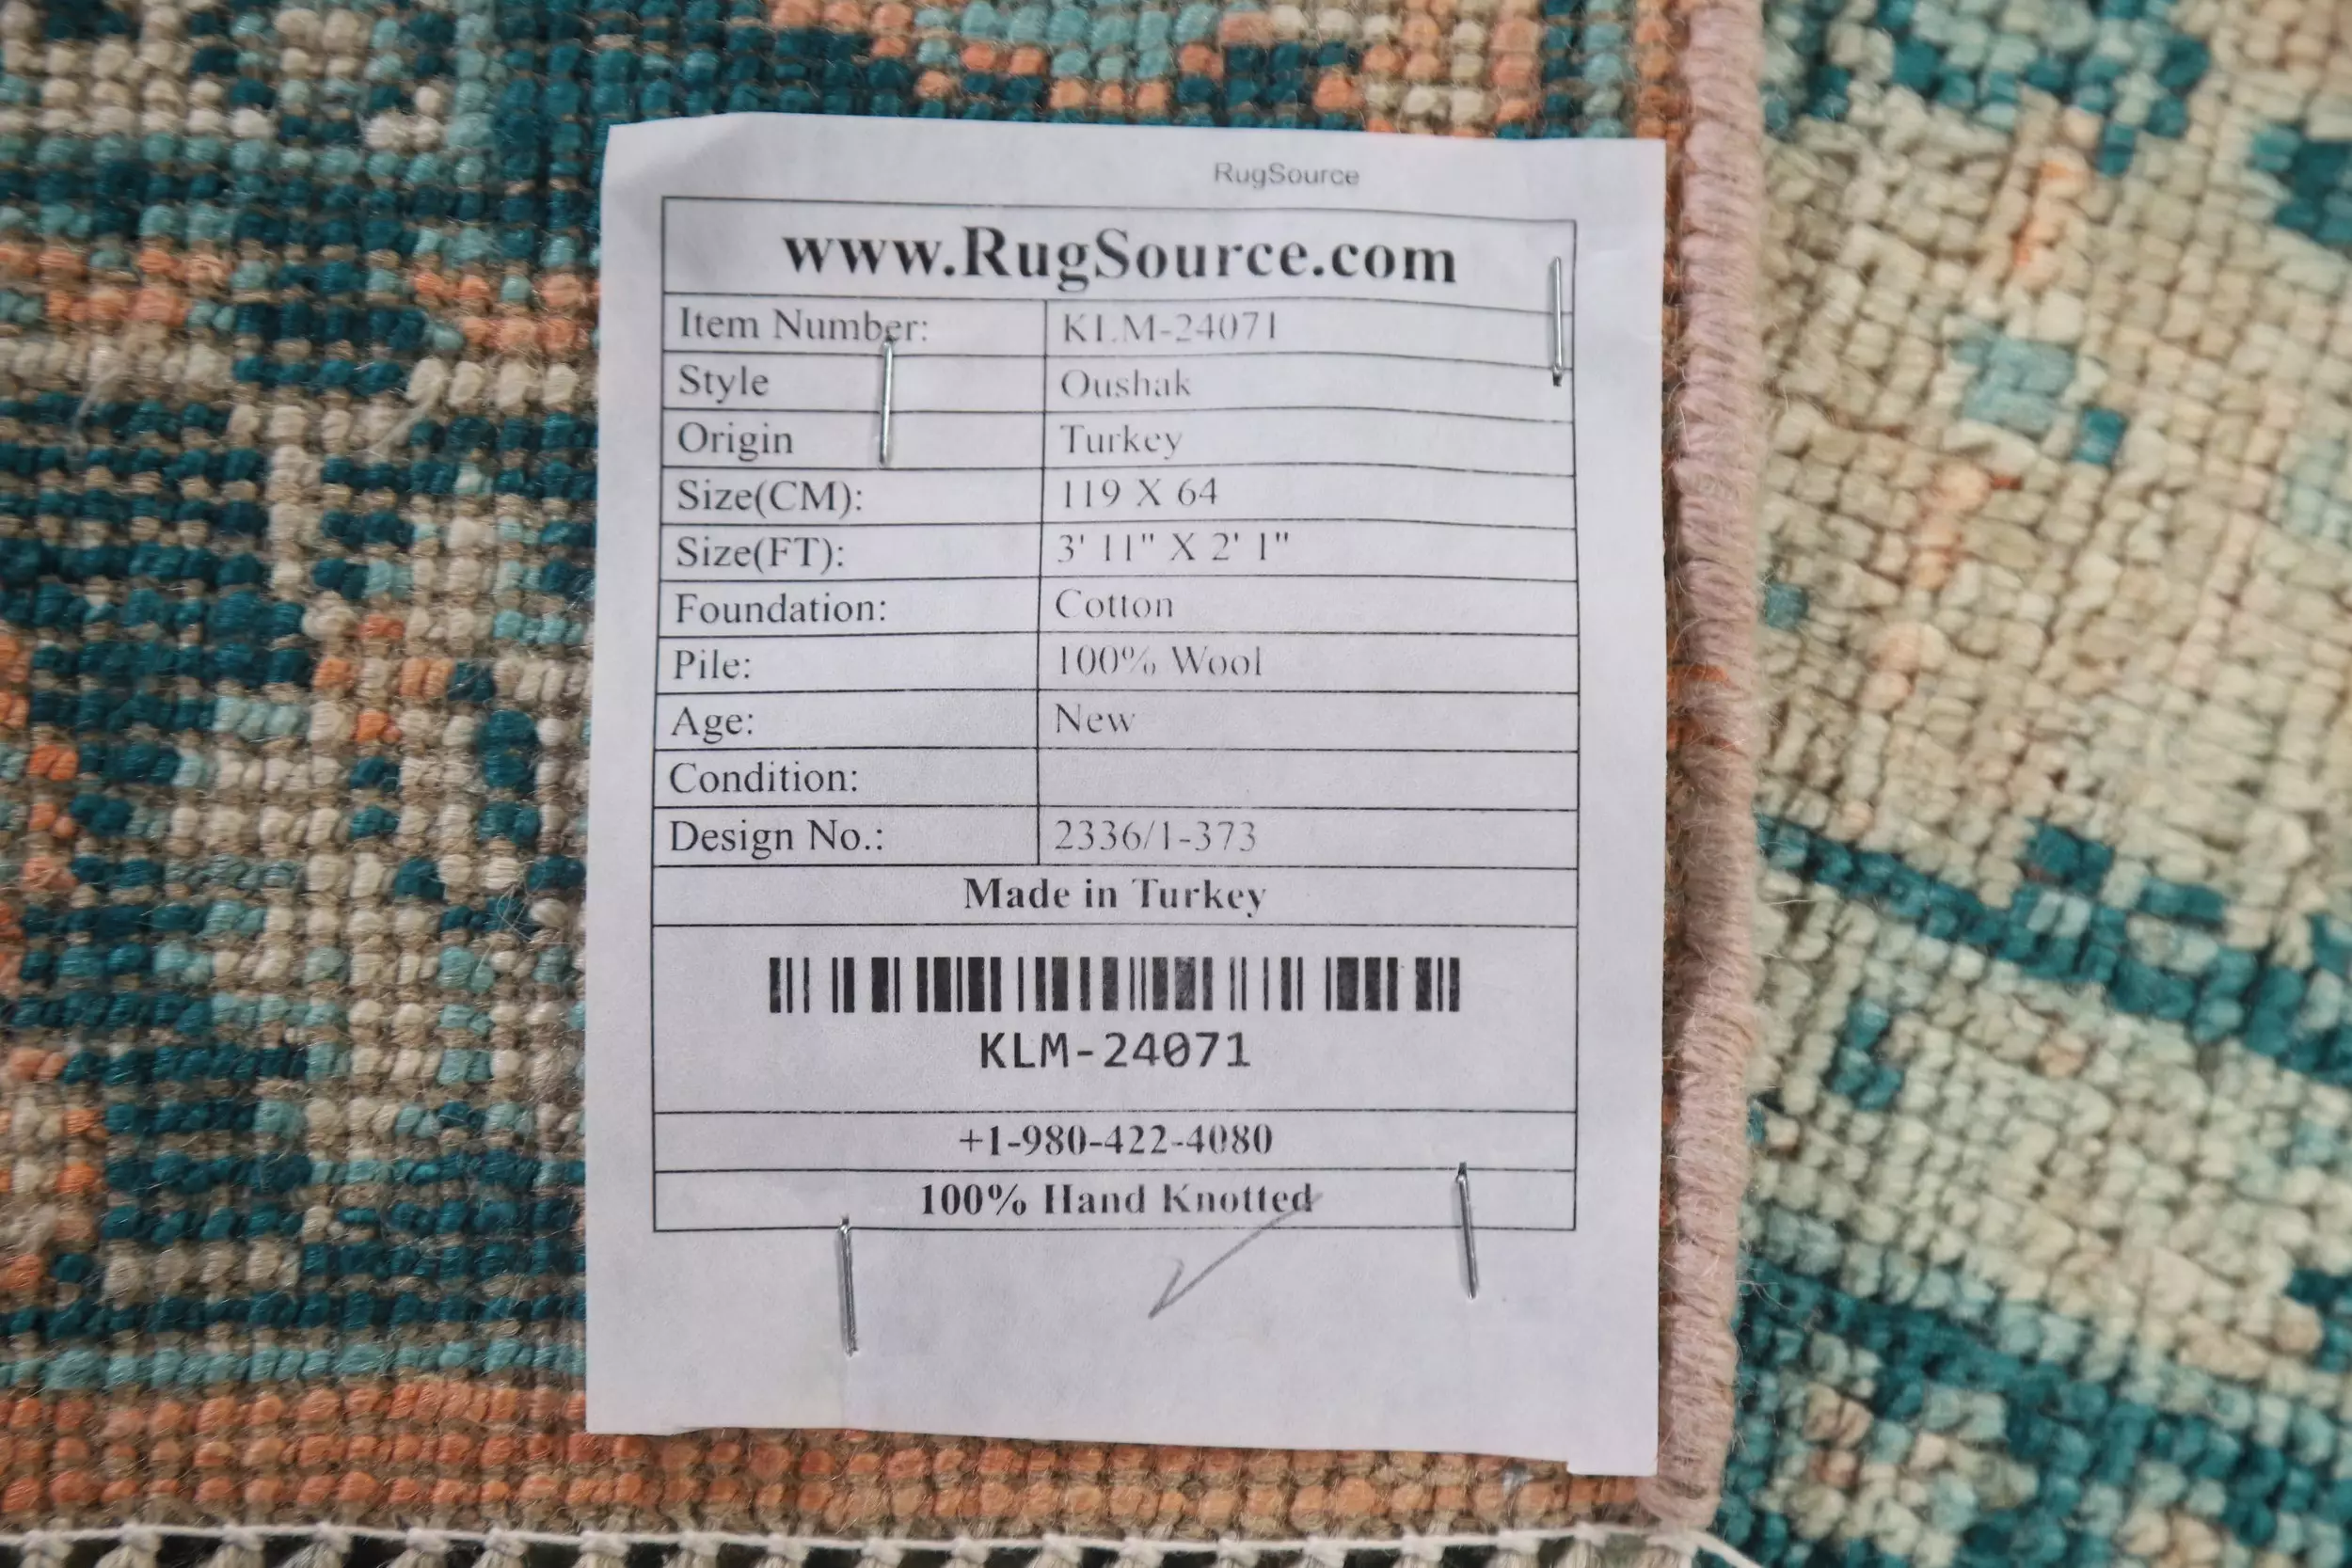 RugSource
www.RugSource.com
Item Number: KLM-24071
Style Oushak
Origin Turkey
Size(CM): 119 X 64
Size(FT): 3' 11" X 2' 1"
Foundation: Cotton
Pile: 100% Wool
Age: New
Condition:
Design No.: 2336/1-373
Made in Turkey
KLM-24071
+1-980-422-4080
100% Hand Knotted